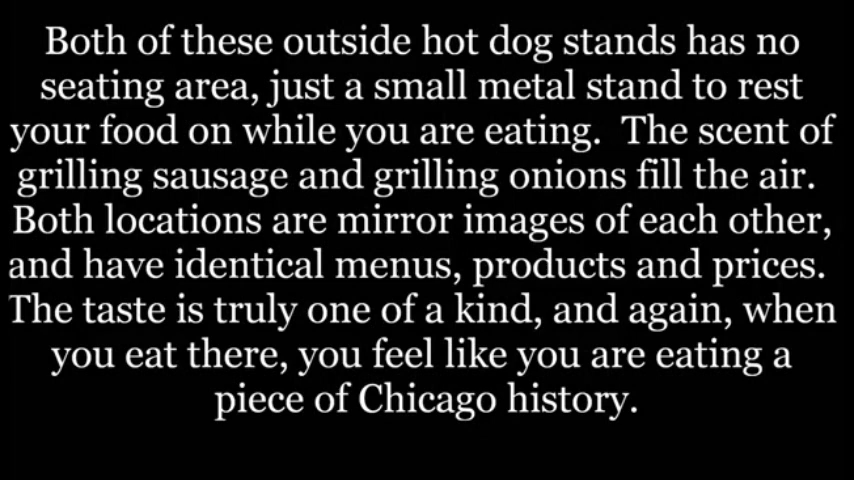 Both of these outside hot dog stands has no
seating area, just a small metal stand to rest
your food on while you are eating.  The scent of
grilling sausage and grilling onions fill the air.
Both locations are mirror images of each other,
and have identical menus, products and prices.
The taste is truly one of a kind, and again, when
you eat there, you feel like you are eating a
piece of Chicago history.